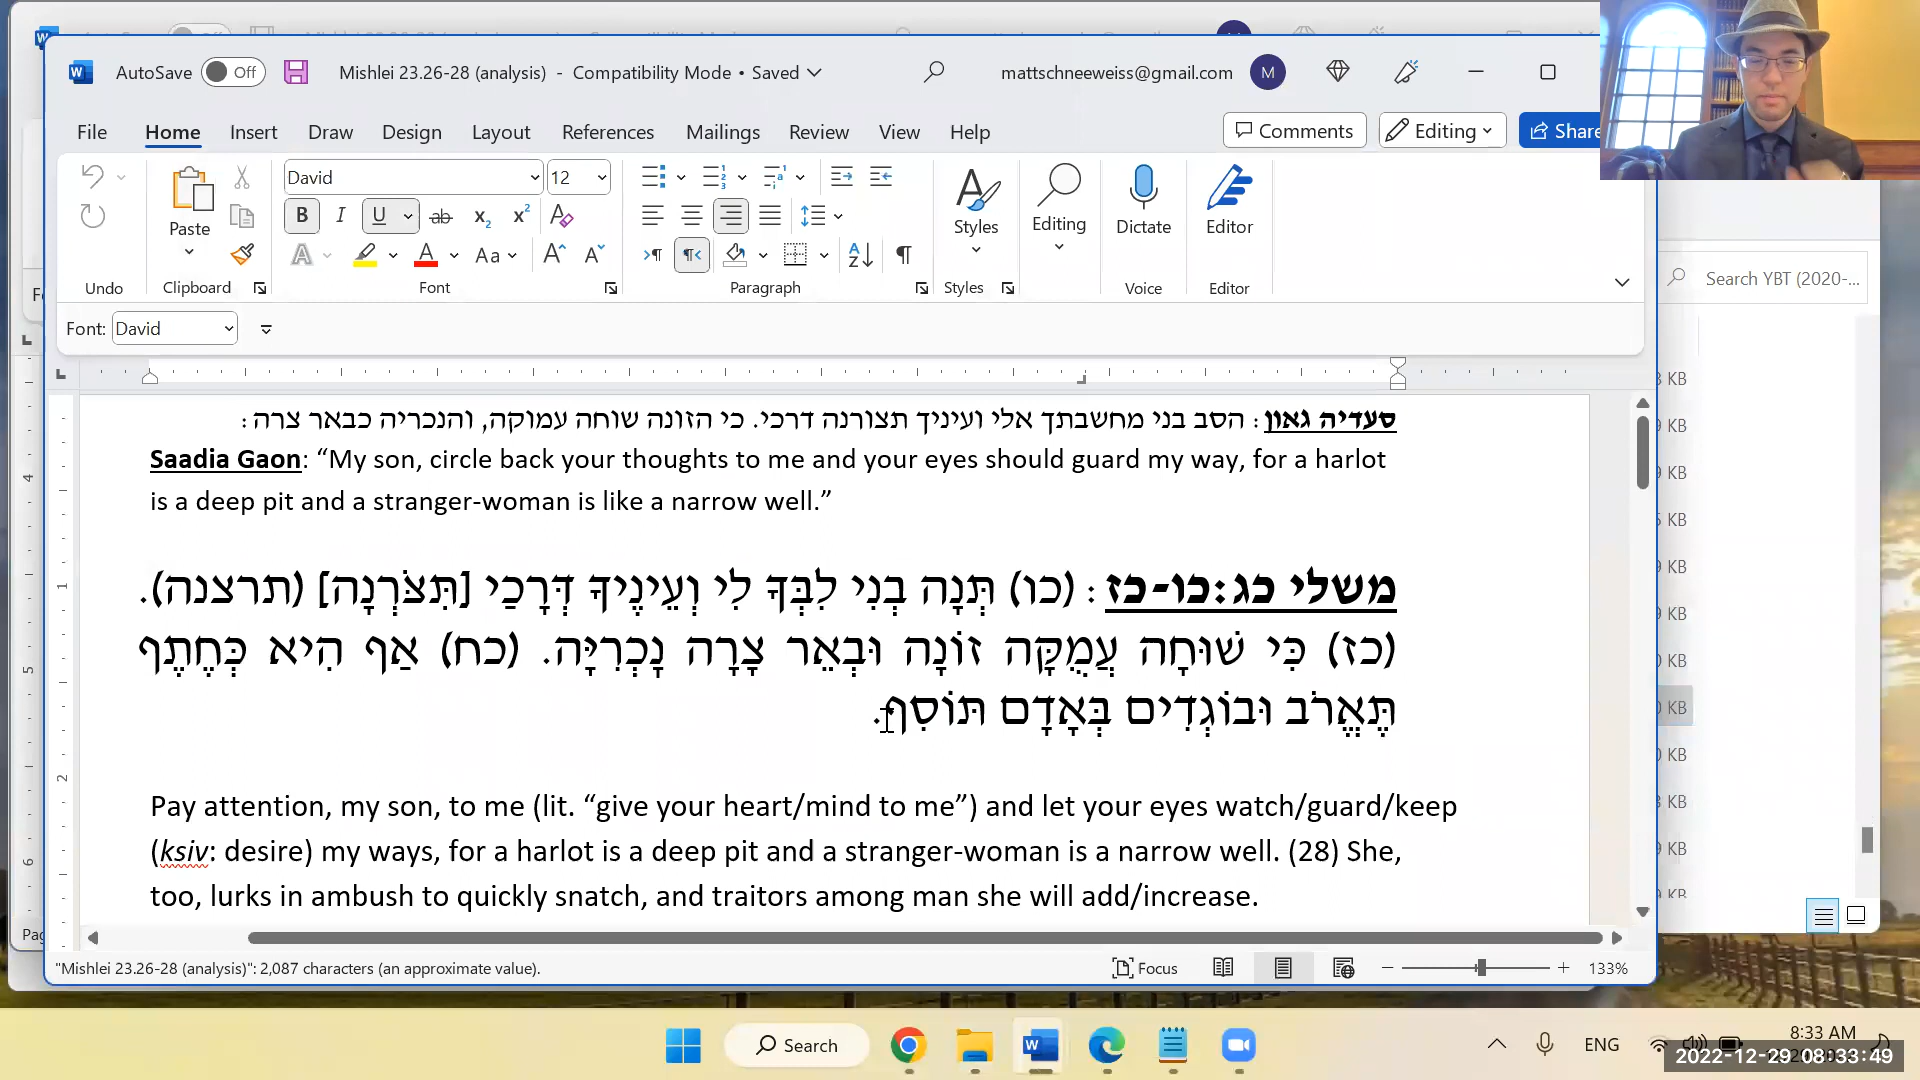 AutoSave Off Mishlei 23.26-28 (analysis) - Compatibility Mode • Saved mattschneeweiss@gmail.com M
File Home Insert Draw Design Layout References Mailings Review View Help Comments Editing Share
David 12
Paste Styles Editing Dictate Editor
Undo Clipboard Font Paragraph Styles Voice Editor
Font: David
Search YBT (2020-...
סעדיה גאון: הסב בני מחשבתך אלי ועיניך תצורנה דרכי. כי הזונה שוחה עמוקה, והנכריה כבאר צרה:
Saadia Gaon: “My son, circle back your thoughts to me and your eyes should guard my way, for a harlot
is a deep pit and a stranger-woman is like a narrow well.”
משלי כג:כו-כז: (כו) תְּנָה בְנִי לִבְּךָ לִי וְעֵינֶיךָ דְּרָכַי [תִּצֹּרְנָה] (תרצנה).
(כז) כִּי שׁוּחָה עֲמֻקָּה זוֹנָה וּבְאֵר צָרָה נָכְרִיָּה. (כח) אַף הִיא כְּחֶתֶף
תֶּאֱרֹב וּבוֹגְדִים בְּאָדָם תּוֹסִף.
Pay attention, my son, to me (lit. “give your heart/mind to me”) and let your eyes watch/guard/keep
(ksiv: desire) my ways, for a harlot is a deep pit and a stranger-woman is a narrow well. (28) She,
too, lurks in ambush to quickly snatch, and traitors among man she will add/increase.
"Mishlei 23.26-28 (analysis)": 2,087 characters (an approximate value). Focus 133%
Search ENG 8:33 AM
2022-12-29 08:33:49